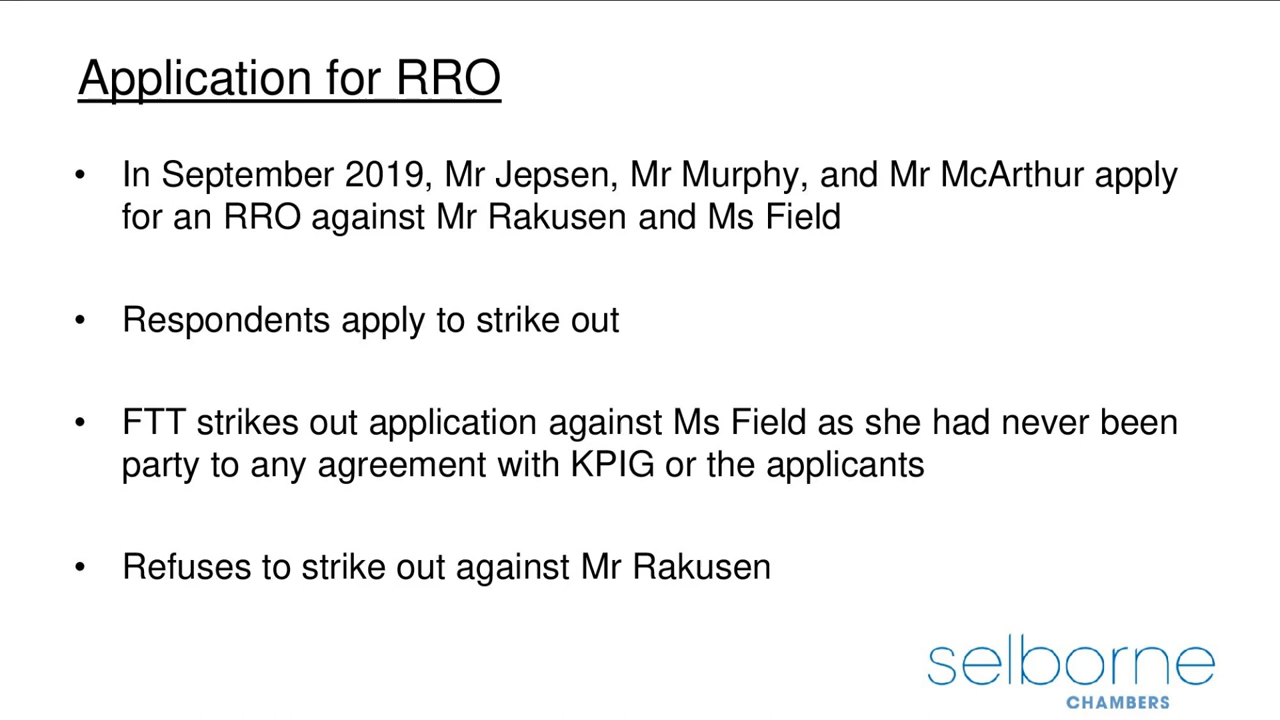 Application for RRO
• In September 2019, Mr Jepsen, Mr Murphy, and Mr McArthur apply
for an RRO against Mr Rakusen and Ms Field
• Respondents apply to strike out
• FTT strikes out application against Ms Field as she had never been
party to any agreement with KPIG or the applicants
• Refuses to strike out against Mr Rakusen
selborne
CHAMBERS